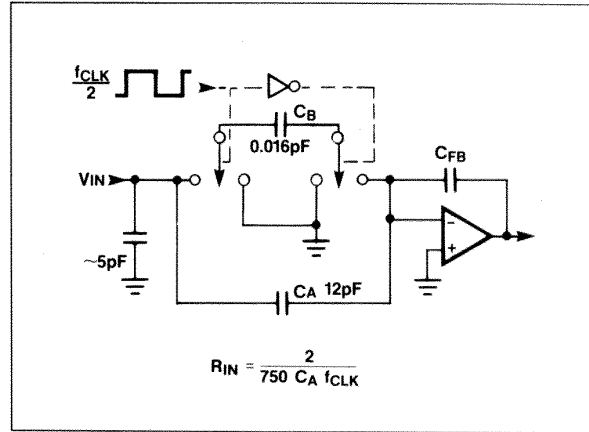 fCLK
2
CB
0.016pF
CFB
VIN
~5pF
−
+
CA 12pF
RIN = 2
750 CA fCLK